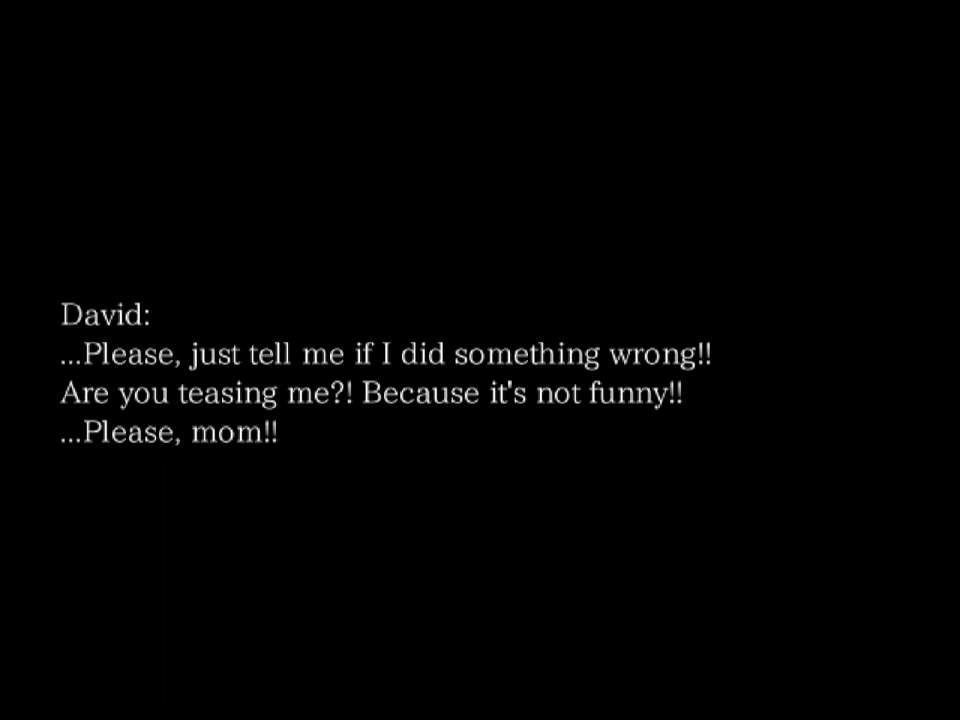 David:
...Please, just tell me if I did something wrong!!
Are you teasing me?! Because it's not funny!!
...Please, mom!!